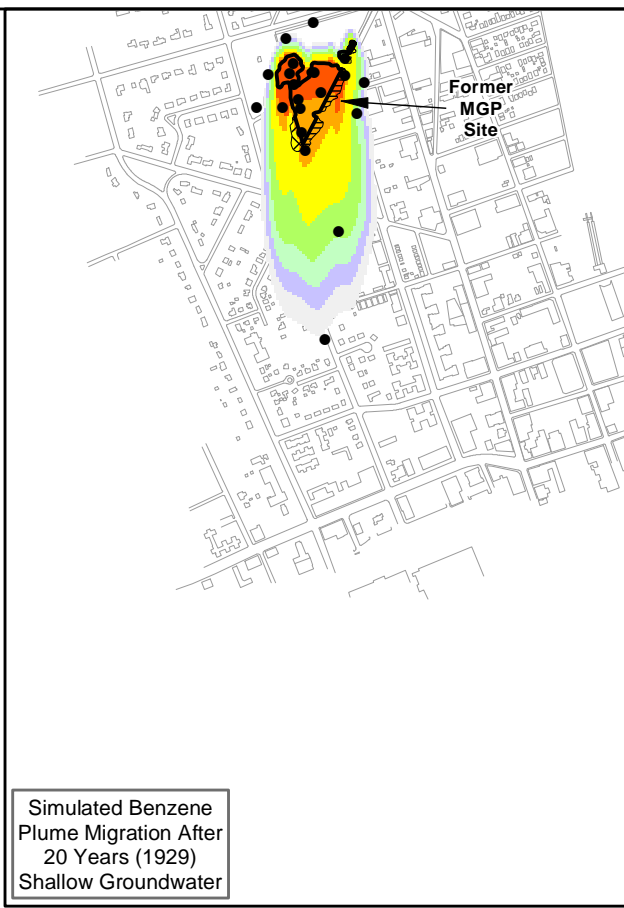 Former
MGP
Site
Simulated Benzene
Plume Migration After
20 Years (1929)
Shallow Groundwater